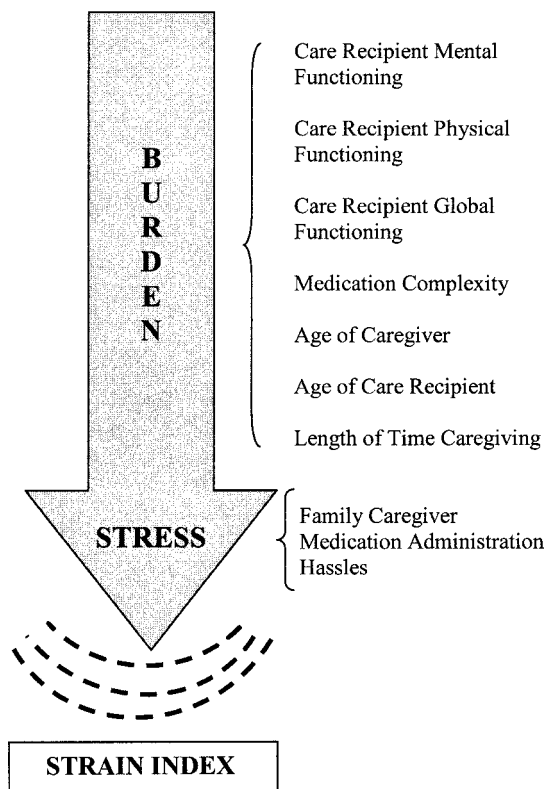 BURDEN
Care Recipient Mental
Functioning
Care Recipient Physical
Functioning
Care Recipient Global
Functioning
Medication Complexity
Age of Caregiver
Age of Care Recipient
Length of Time Caregiving
STRESS
Family Caregiver
Medication Administration
Hassles
STRAIN INDEX